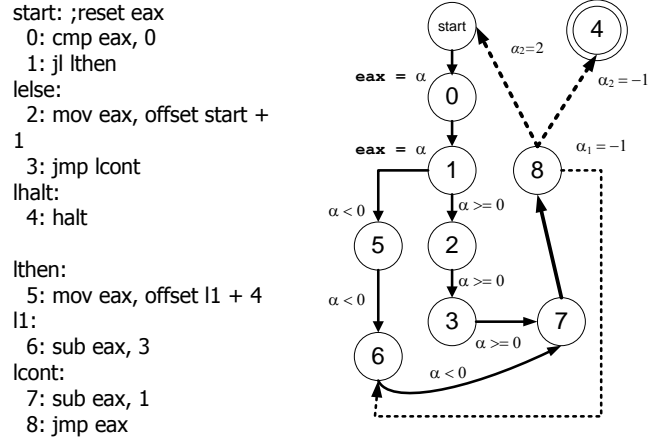 start: ;reset eax
0: cmp eax, 0
1: jl lthen
lelse:
2: mov eax, offset start +
1
3: jmp lcont
lhalt:
4: halt
lthen:
5: mov eax, offset l1 + 4
l1:
6: sub eax, 3
lcont:
7: sub eax, 1
8: jmp eax
start
4
α₂=2
α₂ = −1
eax = α
0
eax = α
1
8
α₁ = −1
α < 0
α >= 0
5
2
α < 0
α >= 0
3
7
α >= 0
6
α < 0